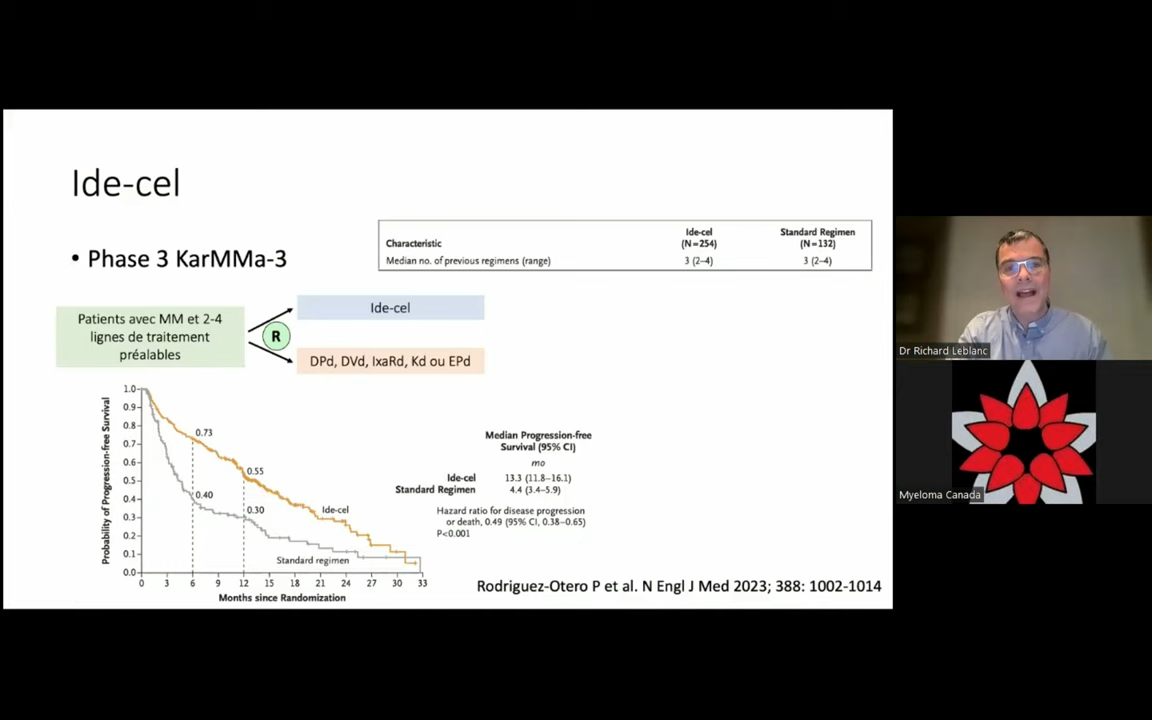 Ide-cel
• Phase 3 KarMMa-3
Characteristic
Ide-cel
(N=254)
Standard Regimen
(N=132)
Median no. of previous regimens (range)
3 (2–4)
3 (2–4)
Patients avec MM et 2-4
lignes de traitement
préalables
R
Ide-cel
DPd, DVd, IxaRd, Kd ou EPd
Probability of Progression-free Survival
1.0
0.9
0.8
0.7
0.6
0.5
0.4
0.3
0.2
0.1
0.0
0.73
0.55
0.40
0.30
Ide-cel
Standard regimen
0 3 6 9 12 15 18 21 24 27 30 33
Months since Randomization
Median Progression-free
Survival (95% CI)
mo
Ide-cel 13.3 (11.8–16.1)
Standard Regimen 4.4 (3.4–5.9)
Hazard ratio for disease progression
or death, 0.49 (95% CI, 0.38–0.65)
P<0.001
Rodriguez-Otero P et al. N Engl J Med 2023; 388: 1002-1014
Dr Richard Leblanc
Myeloma Canada